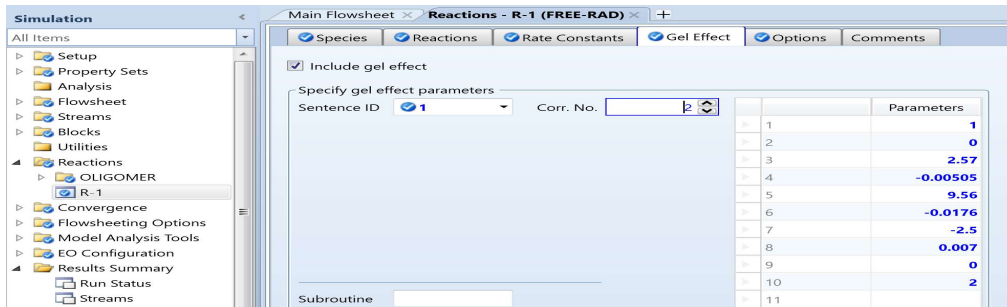 Simulation
All Items
Setup
Property Sets
Analysis
Flowsheet
Streams
Blocks
Utilities
Reactions
OLIGOMER
R-1
Convergence
Flowsheeting Options
Model Analysis Tools
EO Configuration
Results Summary
Run Status
Streams
Main Flowsheet Reactions - R-1 (FREE-RAD)
Species Reactions Rate Constants Gel Effect Options Comments
Include gel effect
Specify gel effect parameters
Sentence ID 1 Corr. No. 2
Subroutine
Parameters
1 1
2 0
3 2.57
4 -0.00505
5 9.56
6 -0.0176
7 -2.5
8 0.007
9 0
10 2
11